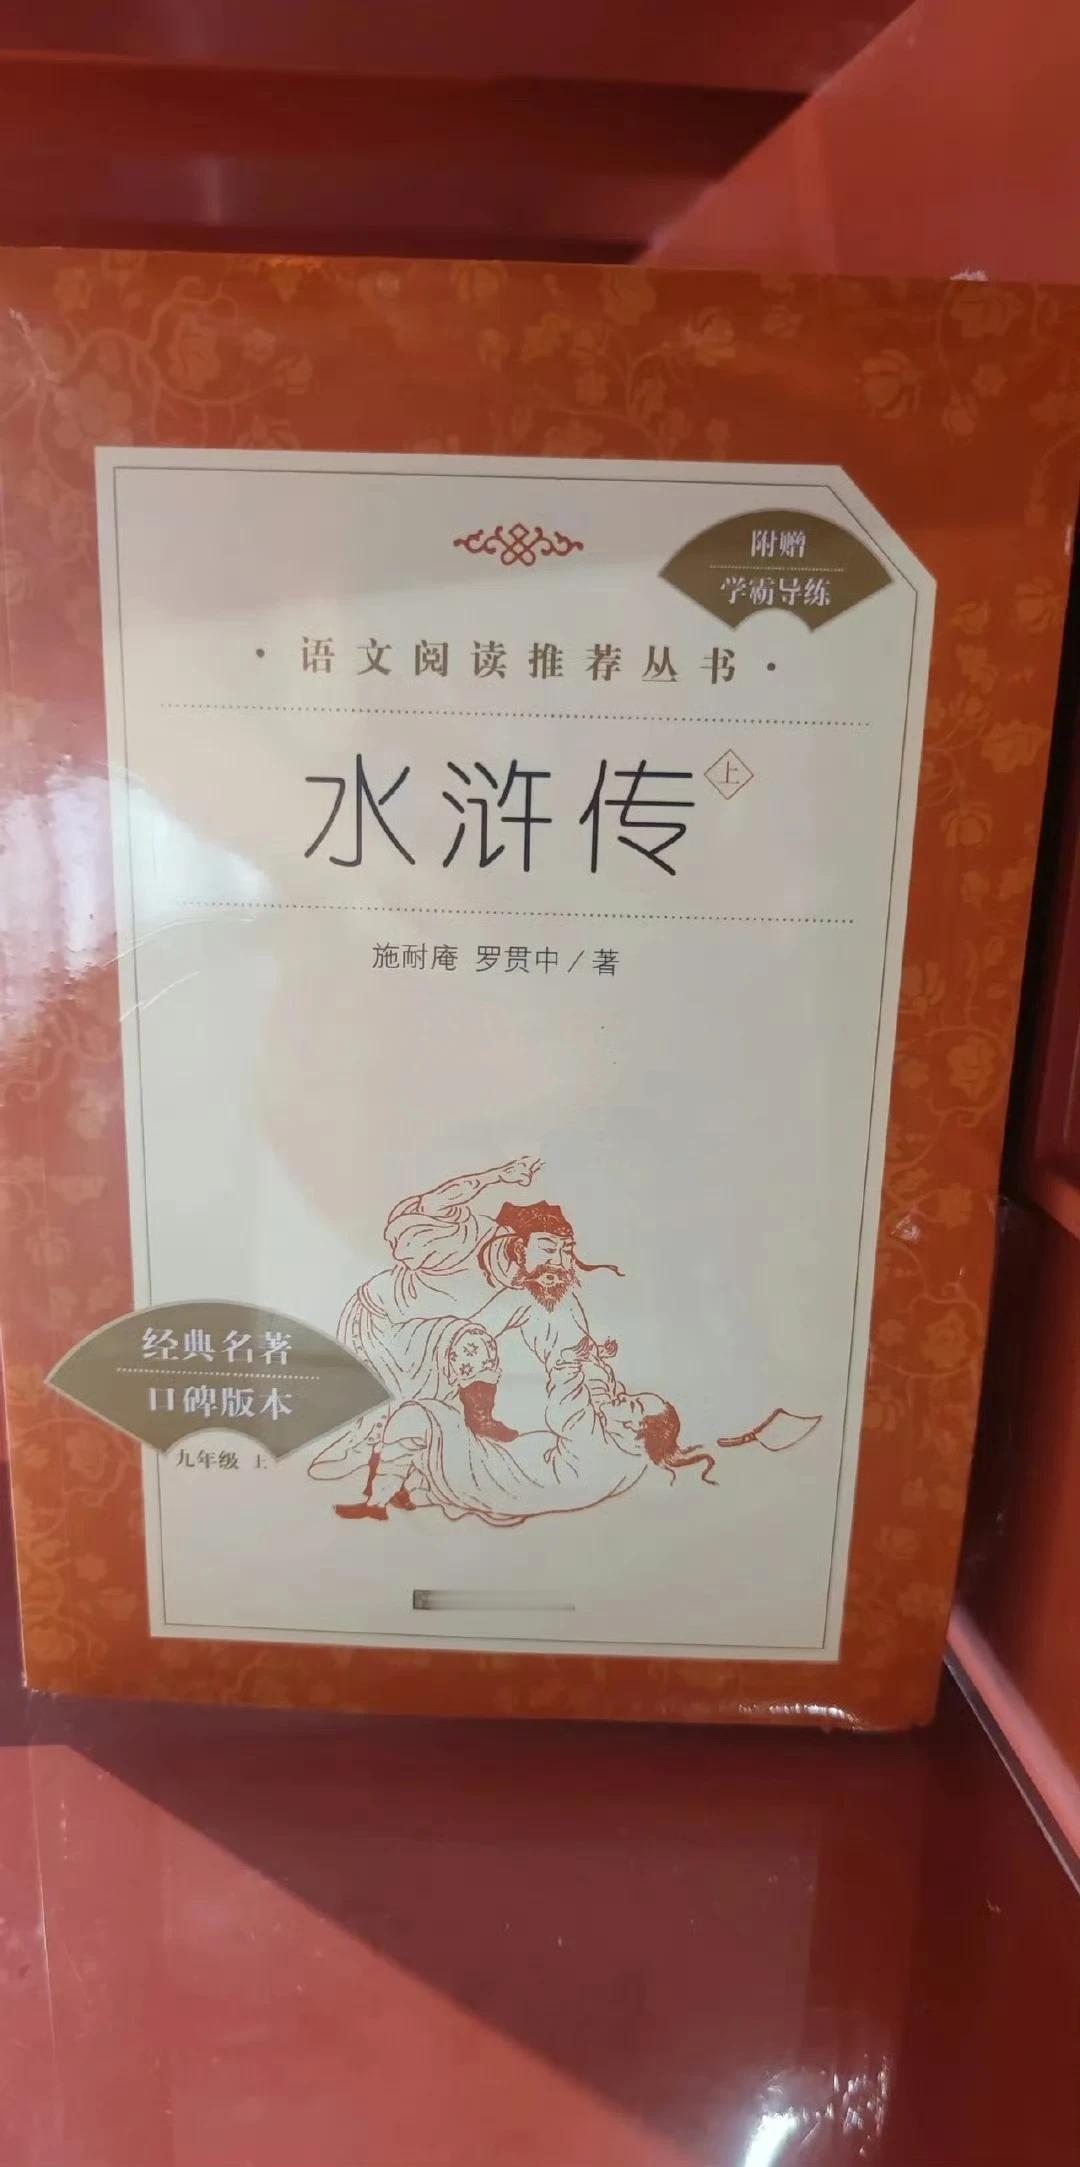 附赠
学霸导练
·语文阅读推荐丛书·
水浒传 上
施耐庵 罗贯中/著
经典名著
口碑版本
九年级 上